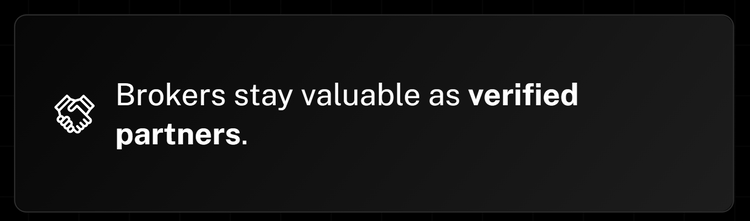 Brokers stay valuable as verified
partners.